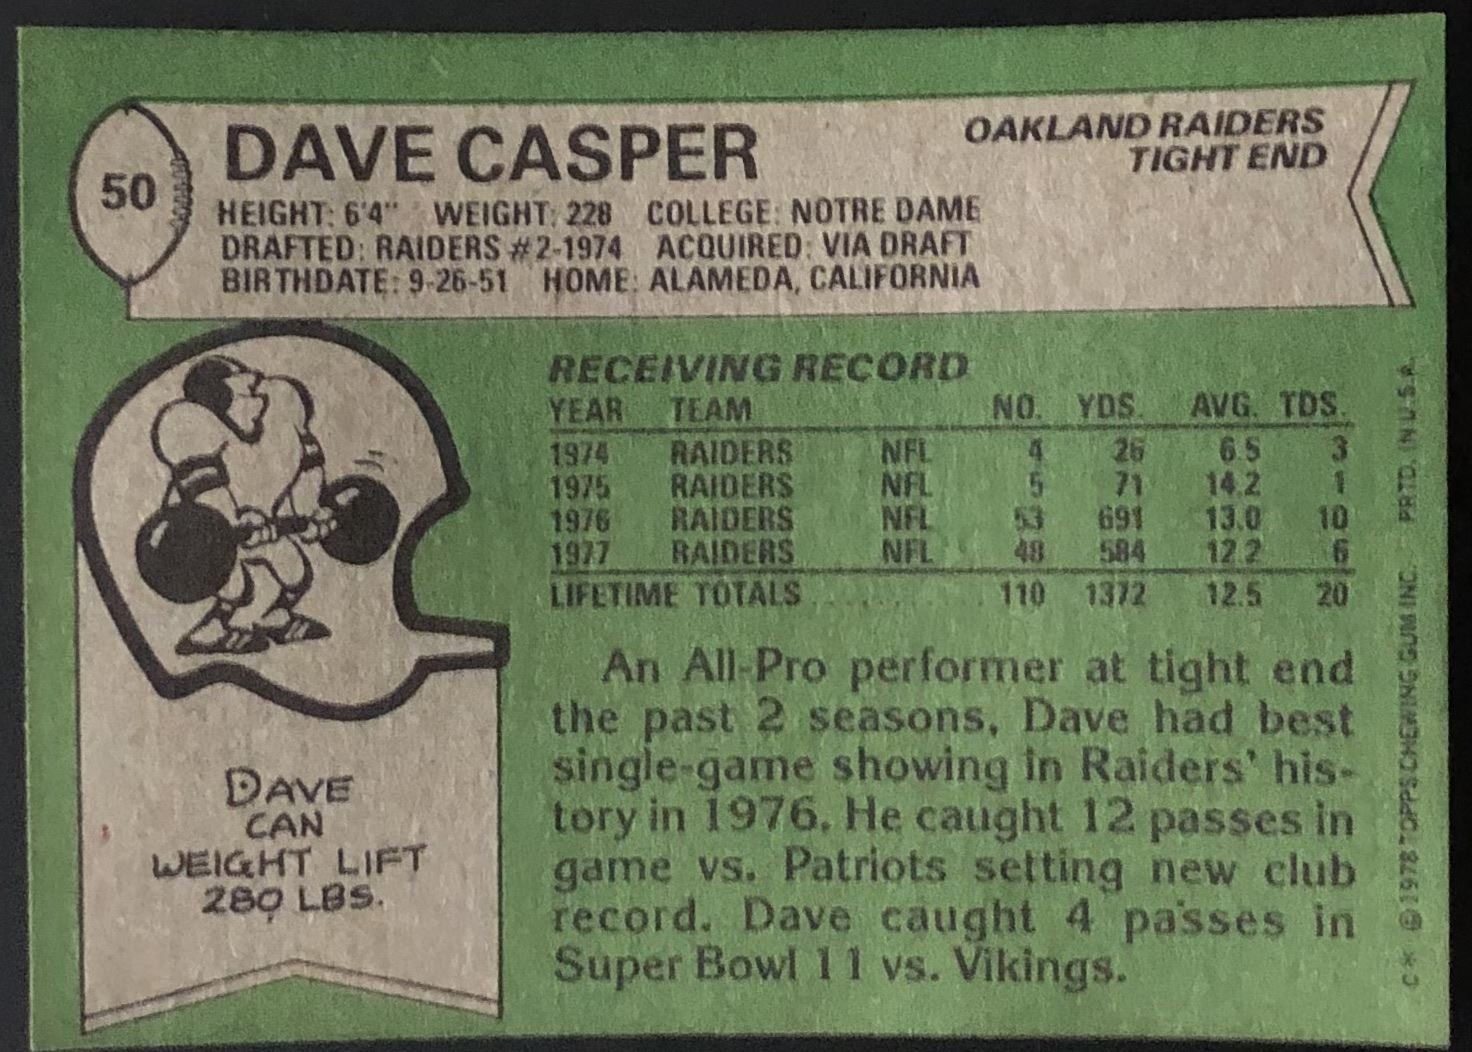 50
DAVE CASPER
OAKLAND RAIDERS
TIGHT END
HEIGHT: 6'4" WEIGHT: 228 COLLEGE: NOTRE DAME
DRAFTED: RAIDERS #2-1974 ACQUIRED: VIA DRAFT
BIRTHDATE: 9-26-51 HOME: ALAMEDA, CALIFORNIA
RECEIVING RECORD
YEAR TEAM NO. YDS. AVG. TDS.
1974 RAIDERS NFL 4 26 6.5 3
1975 RAIDERS NFL 5 71 14.2 1
1976 RAIDERS NFL 53 691 13.0 10
1977 RAIDERS NFL 48 584 12.2 6
LIFETIME TOTALS ........... 110 1372 12.5 20
An All-Pro performer at tight end
the past 2 seasons, Dave had best
single-game showing in Raiders' his-
tory in 1976. He caught 12 passes in
game vs. Patriots setting new club
record. Dave caught 4 passes in
Super Bowl 11 vs. Vikings.
DAVE
CAN
WEIGHT LIFT
280 LBS.
C* © 1978 TOPPS CHEWING GUM INC. PRTD. IN U.S.A.